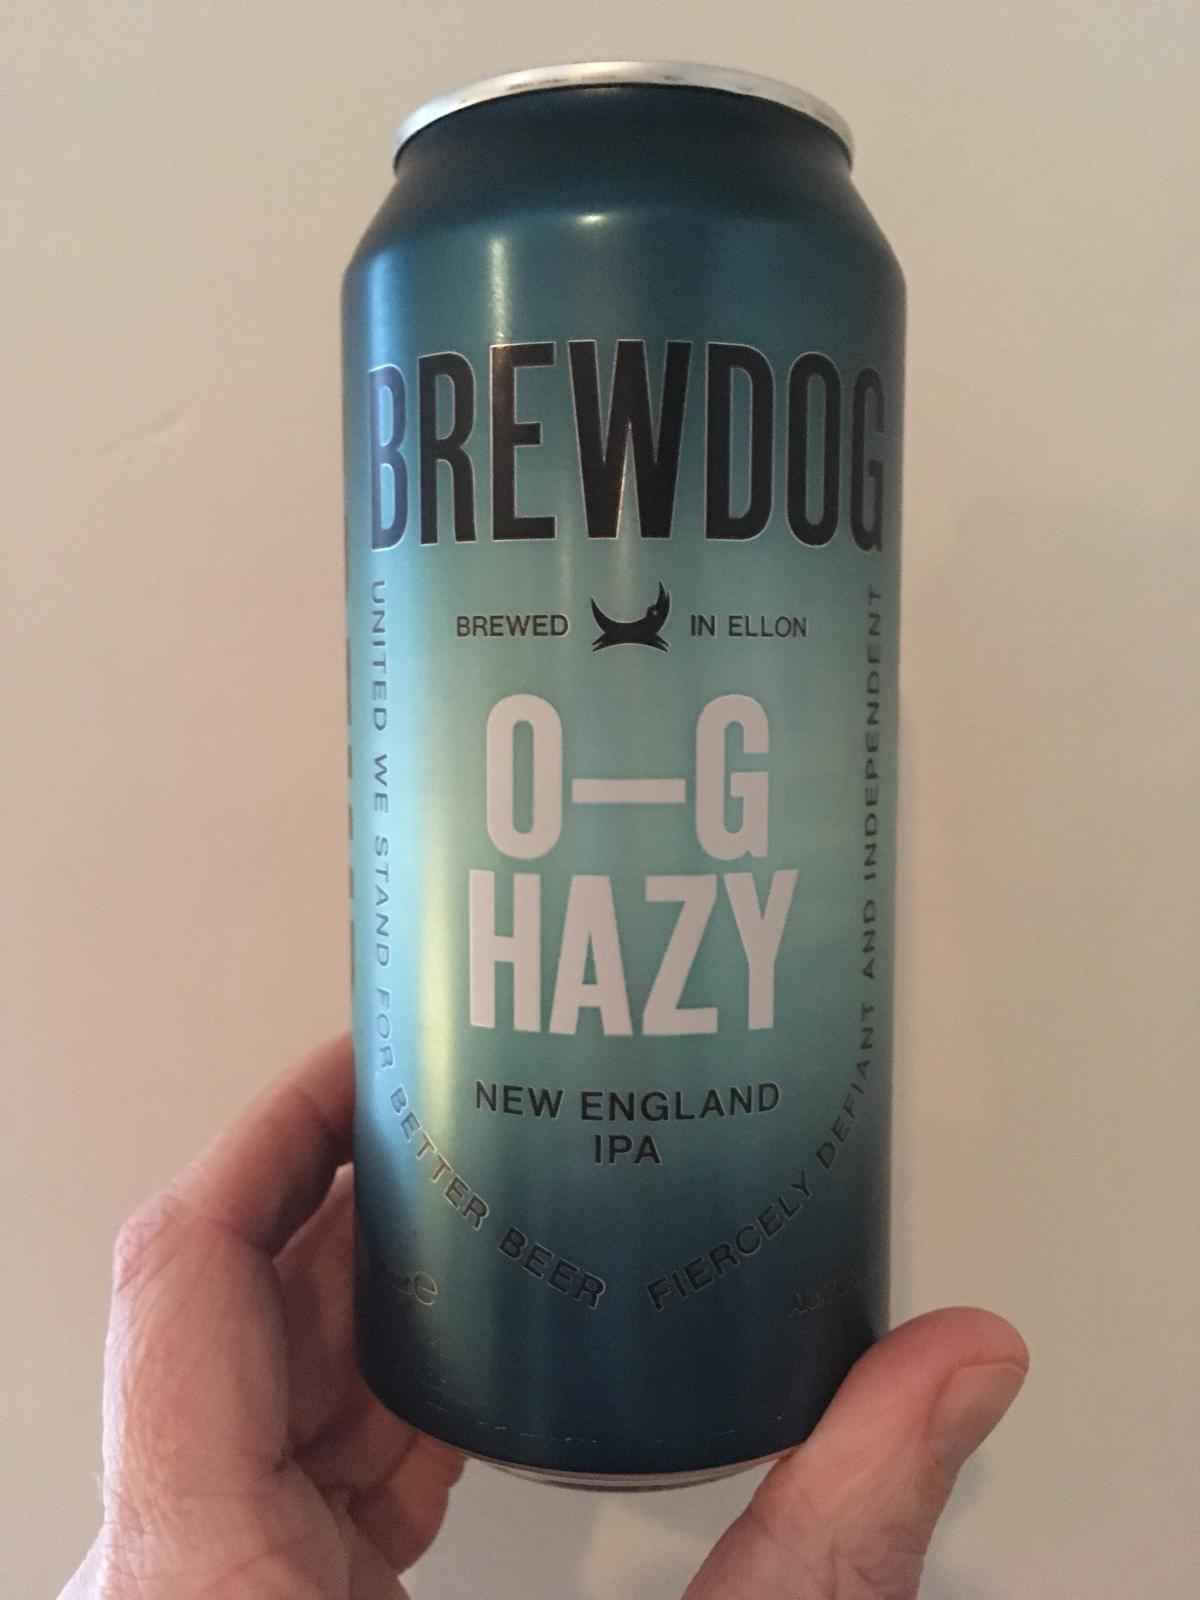 BREWDOG
BREWED IN ELLON
O—G
HAZY
NEW ENGLAND
IPA
UNITED WE STAND FOR BETTER BEER
FIERCELY DEFIANT AND INDEPENDENT